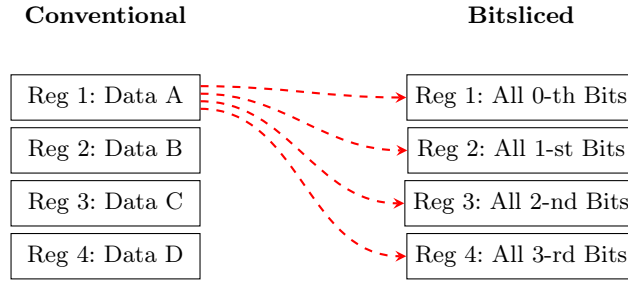 Conventional
Bitsliced
Reg 1: Data A
Reg 1: All 0-th Bits
Reg 2: Data B
Reg 2: All 1-st Bits
Reg 3: Data C
Reg 3: All 2-nd Bits
Reg 4: Data D
Reg 4: All 3-rd Bits